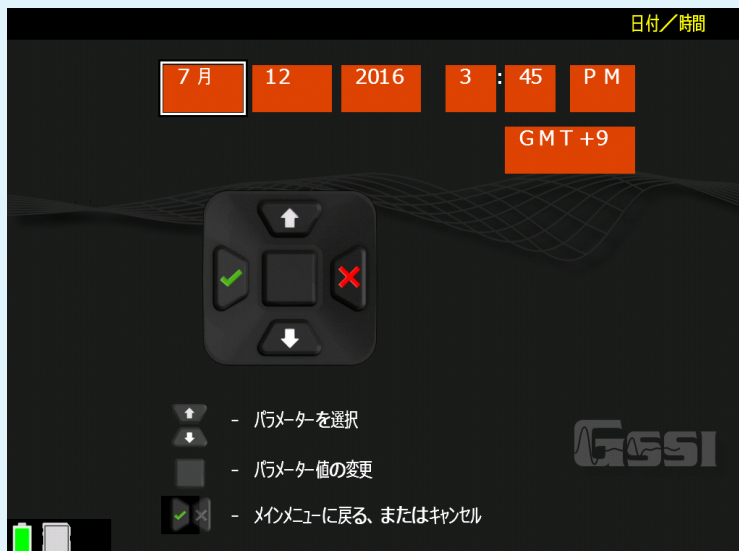 日付／時間
7月 12 2016 3 : 45 PM
GMT+9
- パラメーターを選択
- パラメーター値の変更
- メインメニューに戻る、またはキャンセル
GSSI